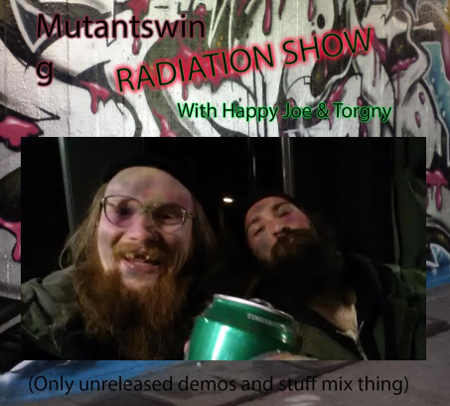 Mutantswin
g
RADIATION SHOW
With Happy Joe & Torgny
(Only unreleased demos and stuff mix thing)